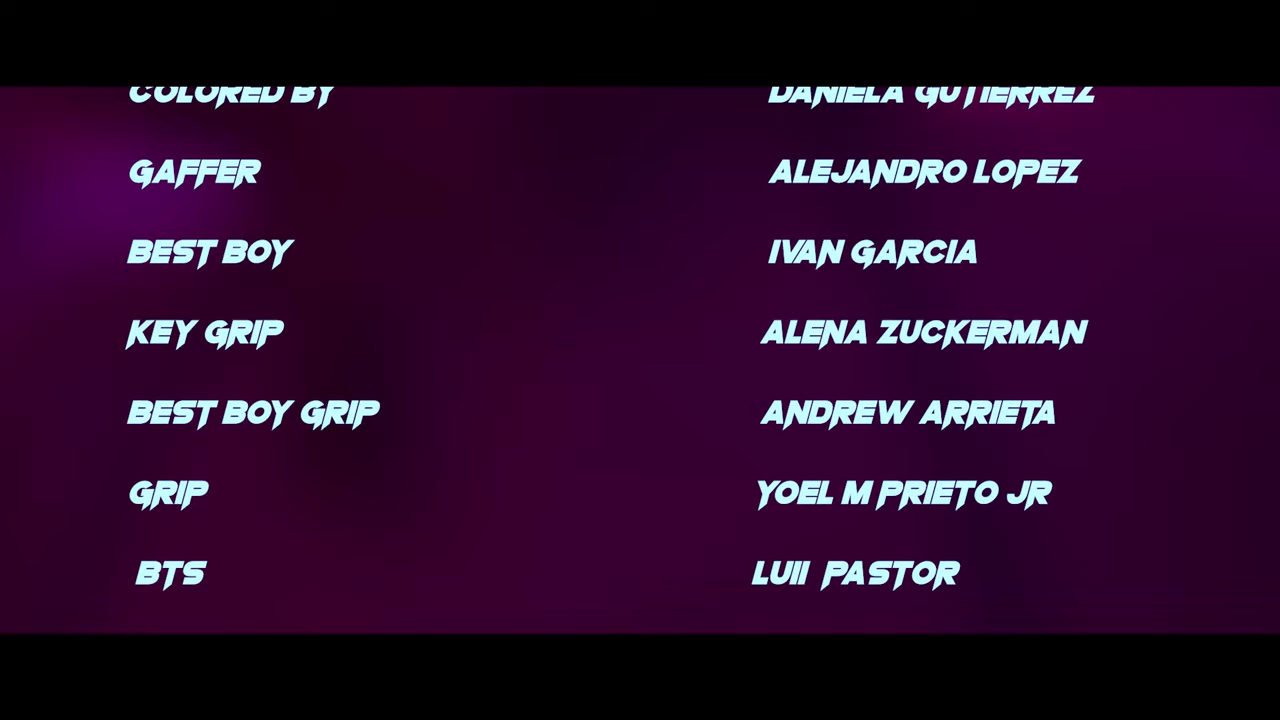 COLORED BY DANIELA GUTIERREZ
GAFFER ALEJANDRO LOPEZ
BEST BOY IVAN GARCIA
KEY GRIP ALENA ZUCKERMAN
BEST BOY GRIP ANDREW ARRIETA
GRIP YOEL M PRIETO JR
BTS LUII PASTOR